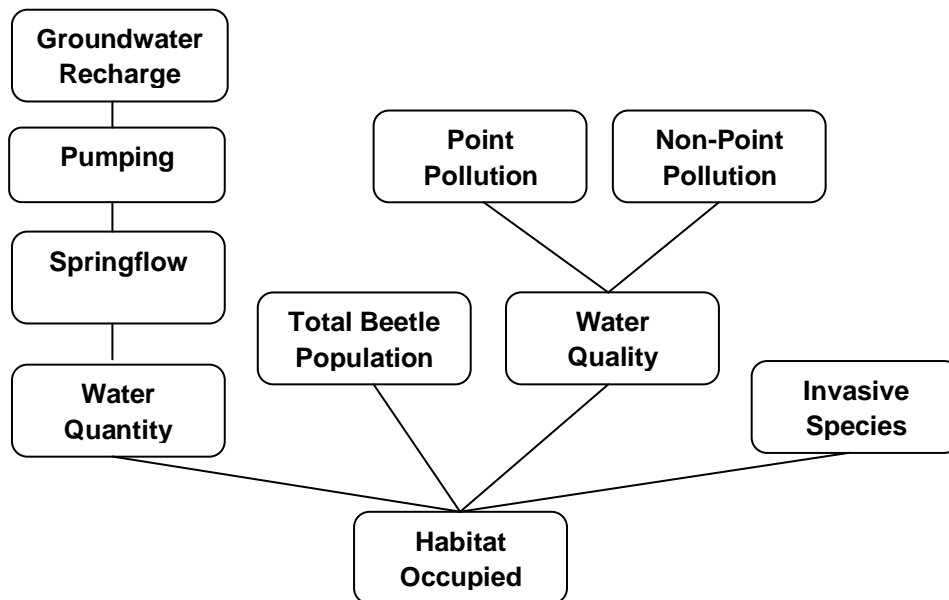 Groundwater
Recharge
Pumping
Point
Pollution
Non-Point
Pollution
Springflow
Total Beetle
Population
Water
Quality
Water
Quantity
Invasive
Species
Habitat
Occupied